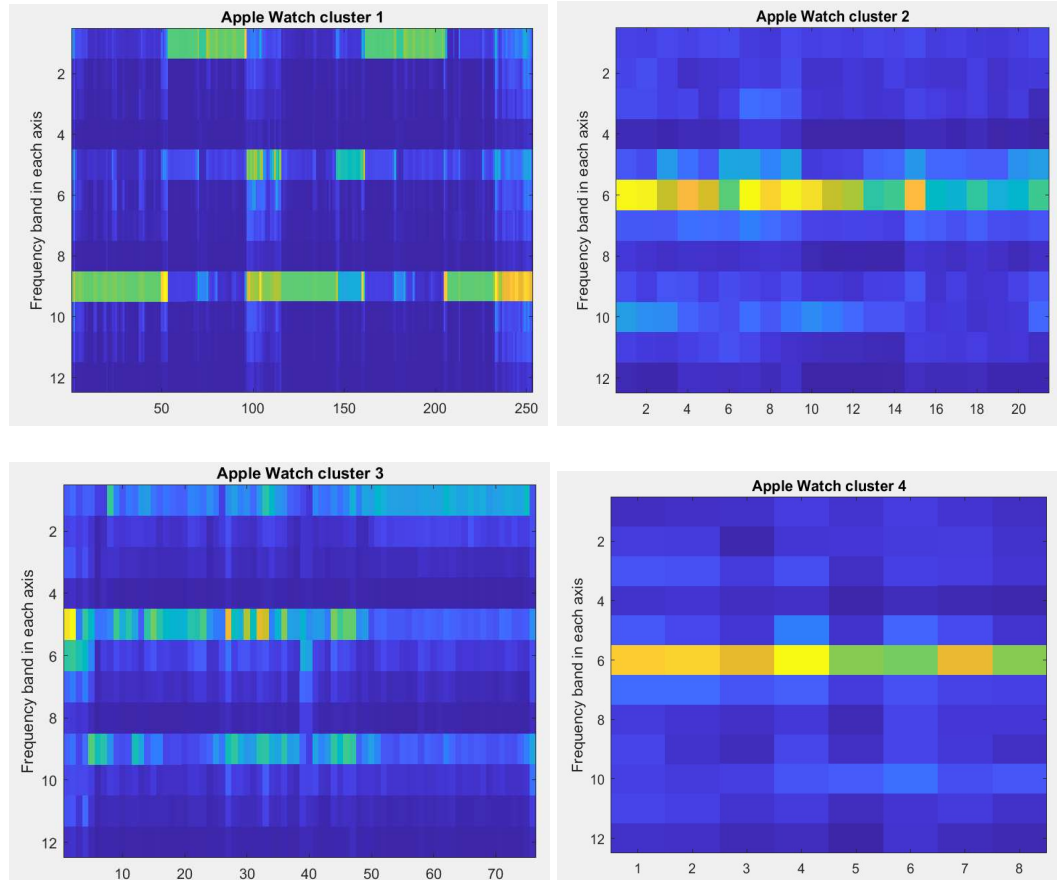 Apple Watch cluster 1
Frequency band in each axis
2
4
6
8
10
12
50 100 150 200 250
Apple Watch cluster 2
Frequency band in each axis
2
4
6
8
10
12
2 4 6 8 10 12 14 16 18 20
Apple Watch cluster 3
Frequency band in each axis
2
4
6
8
10
12
10 20 30 40 50 60 70
Apple Watch cluster 4
Frequency band in each axis
2
4
6
8
10
12
1 2 3 4 5 6 7 8